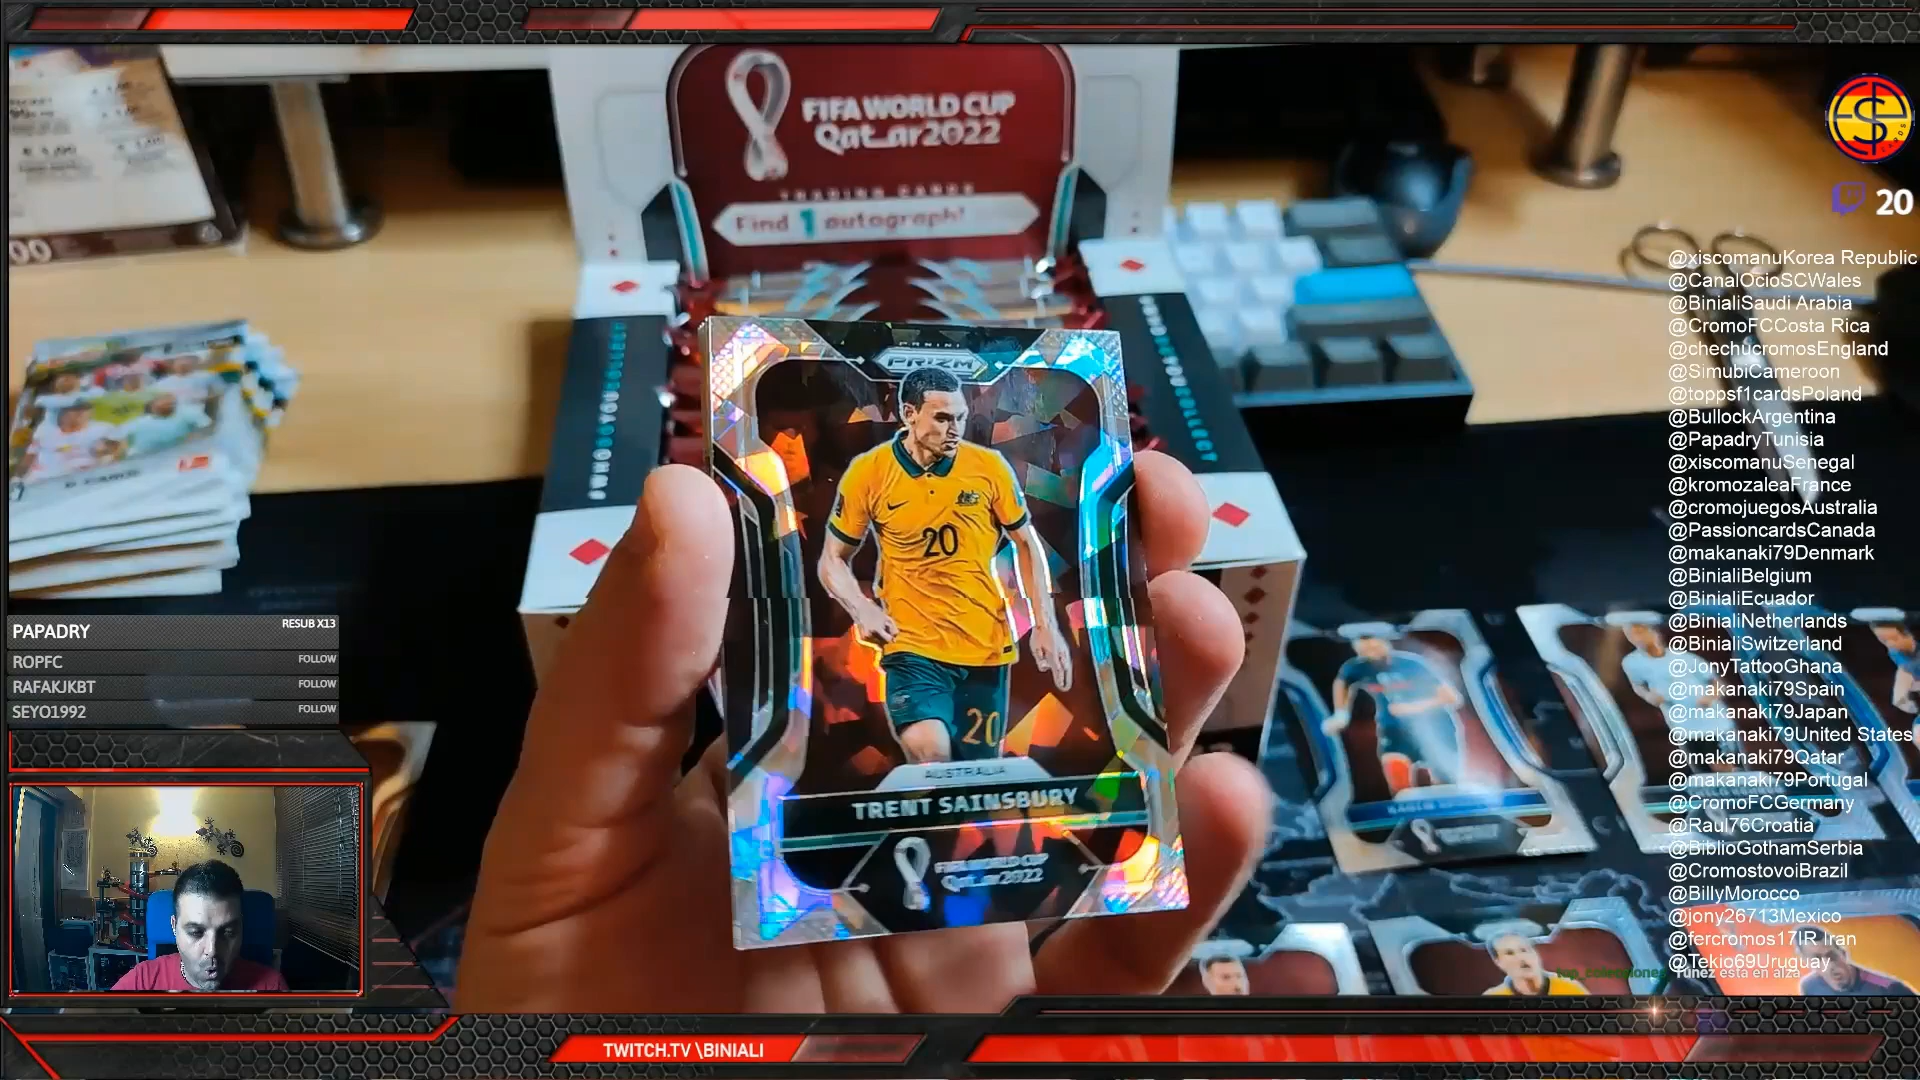 FIFA WORLD CUP
Qatar2022
TRADING CARDS
Find 1 autograph!
20
@xiscomanuKorea Republic
@CanalOcioSCWales
@BinialiSaudi Arabia
@CromoFCCosta Rica
@chechucromosEngland
@SimubiCameroon
@toppsf1cardsPoland
@BullockArgentina
@PapadryTunisia
@xiscomanuSenegal
@kromozaleaFrance
@cromojuegosAustralia
@PassioncardsCanada
@makanaki79Denmark
@BinialiBelgium
@BinialiEcuador
@BinialiNetherlands
@BinialiSwitzerland
@JonyTattooGhana
@makanaki79Spain
@makanaki79Japan
@makanaki79United States
@makanaki79Qatar
@makanaki79Portugal
@CromoFCGermany
@Raul76Croatia
@BiblioGothamSerbia
@CromostovoiBrazil
@BillyMorocco
@jony26713Mexico
@fercromos17IR Iran
@Tekio69Uruguay
Túnez está en alza
PANINI
PRIZM
20
20
AUSTRALIA
TRENT SAINSBURY
FIFA WORLD CUP
Qatar2022
PAPADRY RESUB X13
ROPFC FOLLOW
RAFAKJKBT FOLLOW
SEYO1992 FOLLOW
TWITCH.TV \BINIALI